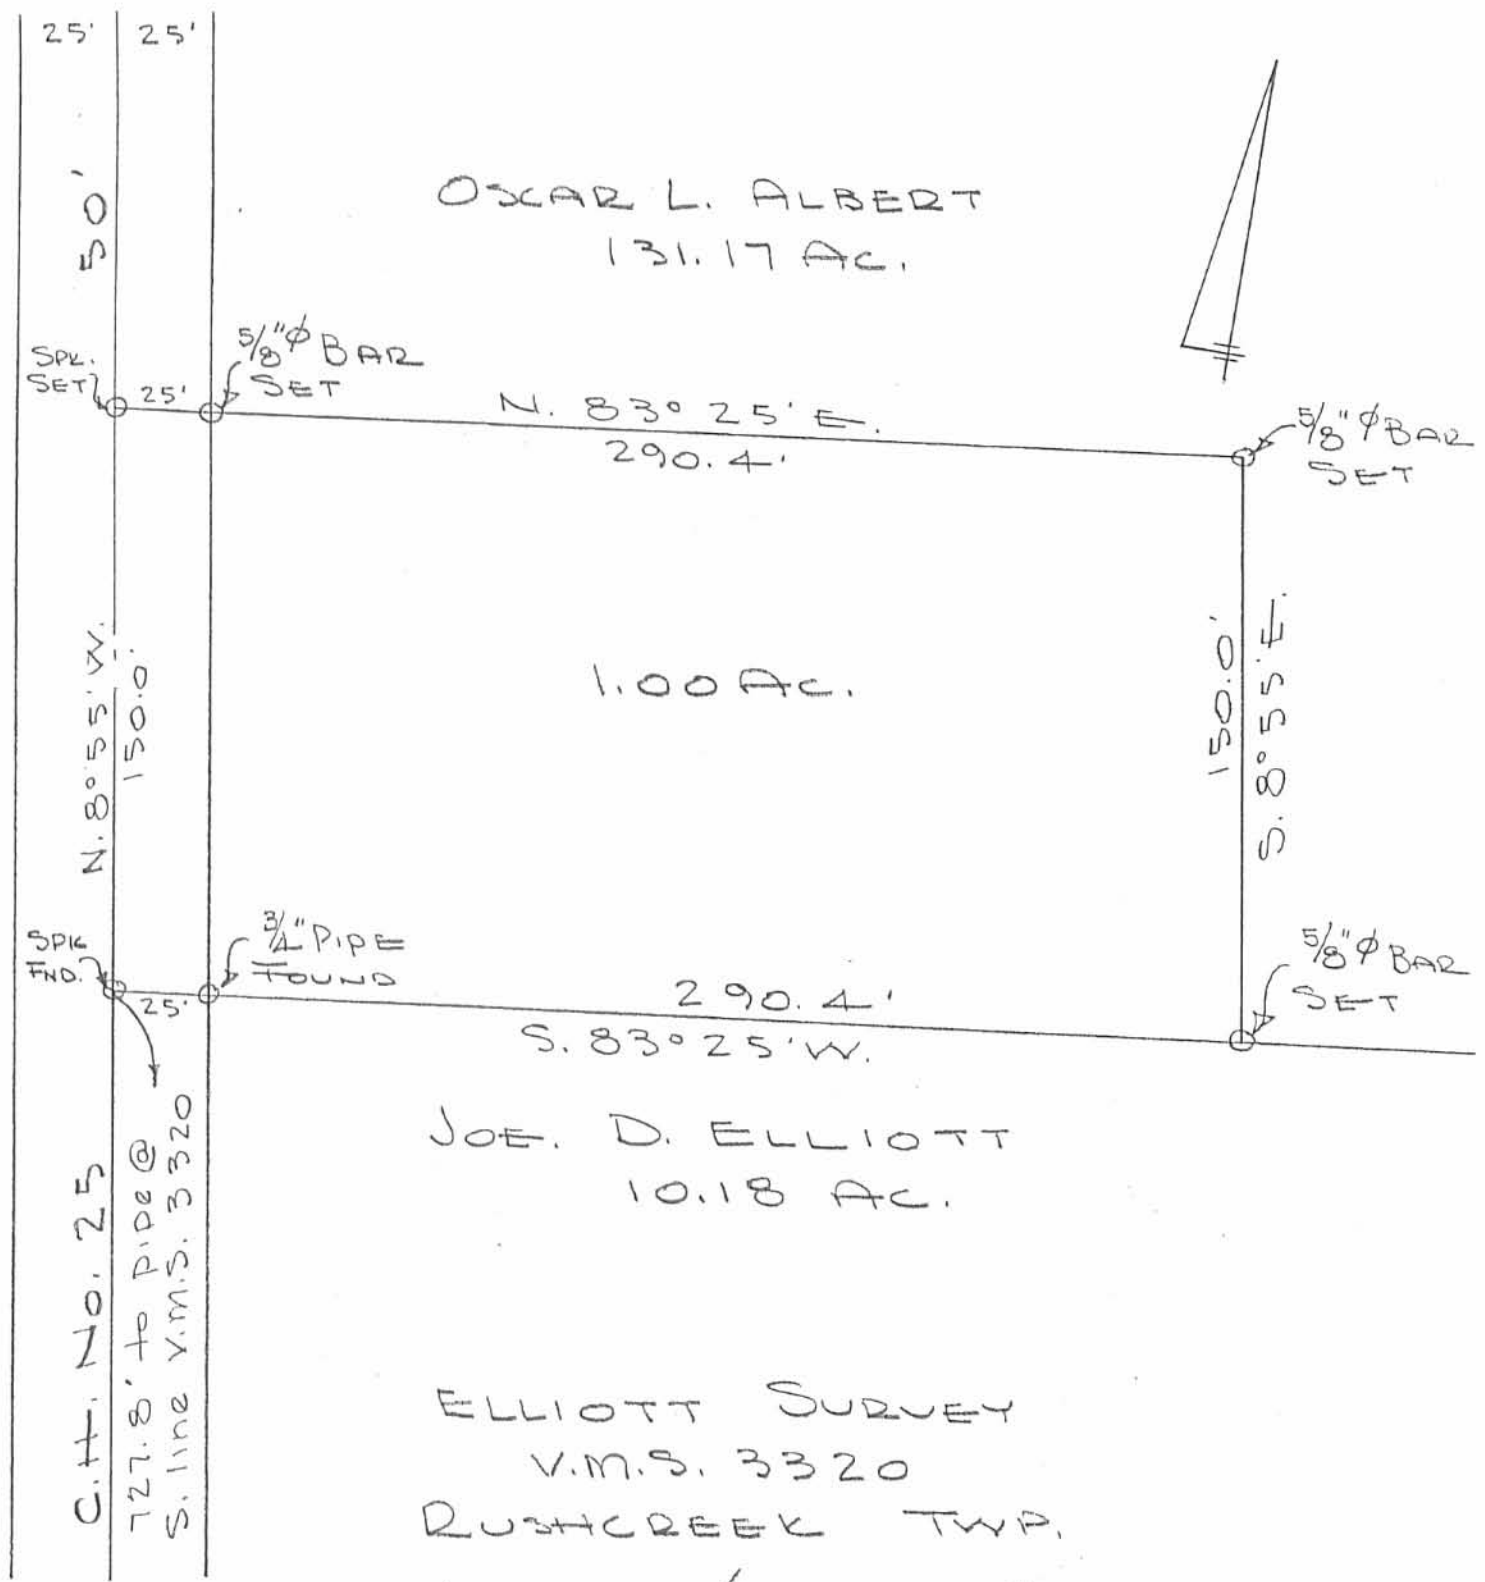 25' 25'
50'
OSCAR L. ALBERT
131.17 AC.
SPK.
SET
25'
5/8"φ BAR
SET
N. 83° 25' E.
290.4'
5/8"φ BAR
SET
N. 8° 55' W.
150.0'
1.00 AC.
150.0'
S. 8° 55' E.
SPK
FND.
25'
3/4" PIPE
FOUND
290.4'
S. 83° 25' W.
5/8"φ BAR
SET
JOE. D. ELLIOTT
10.18 AC.
C.H. No. 25
727.8' to pipe @
S. line V.M.S. 3320
ELLIOTT SURVEY
V.M.S. 3320
RUSHCREEK TWP.